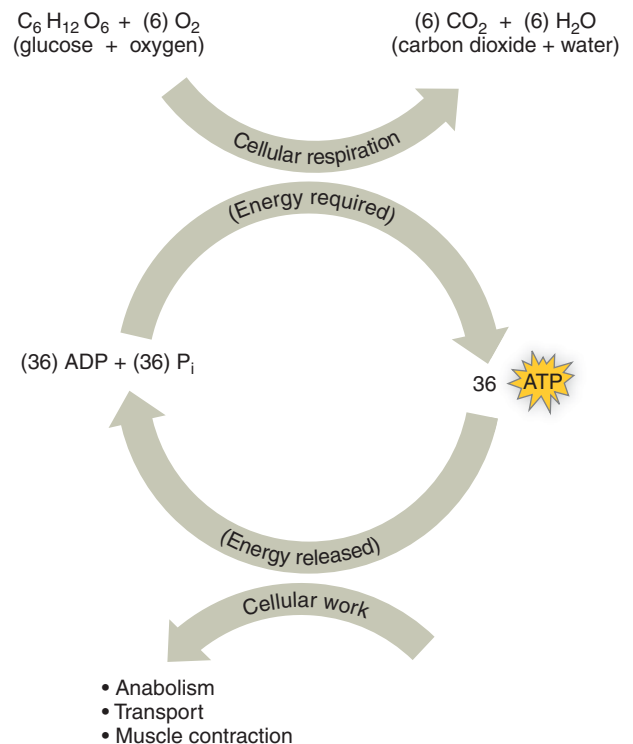 C₆ H₁₂ O₆ + (6) O₂
(glucose + oxygen)
(6) CO₂ + (6) H₂O
(carbon dioxide + water)
Cellular respiration
(Energy required)
(36) ADP + (36) Pᵢ
36 ATP
(Energy released)
Cellular work
• Anabolism
• Transport
• Muscle contraction